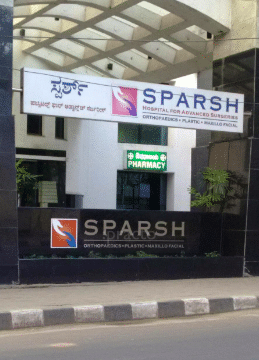 ಸ್ಪರ್ಶ್
SPARSH
HOSPITAL FOR ADVANCED SURGERIES
ORTHOPAEDICS • PLASTIC • MAXILLO FACIAL
PHARMACY
SPARSH
ORTHOPAEDICS • PLASTIC • MAXILLO FACIAL